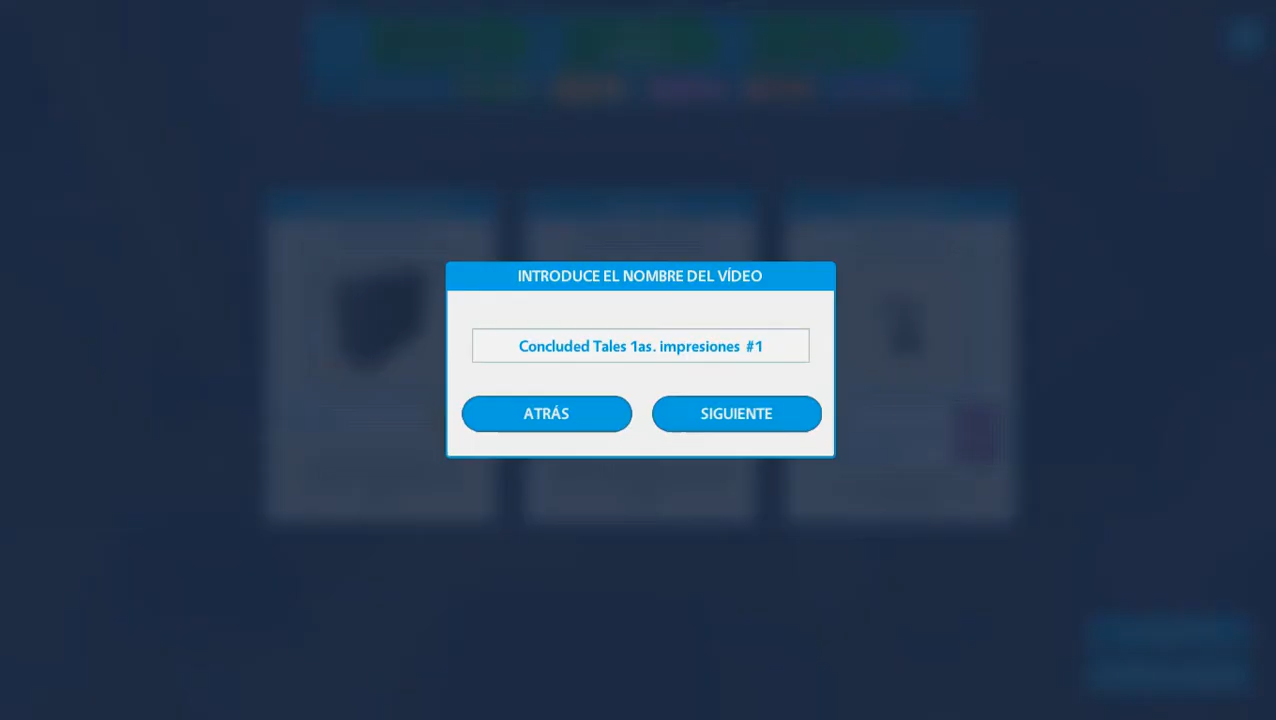 INTRODUCE EL NOMBRE DEL VÍDEO
Concluded Tales 1as. impresiones #1
ATRÁS
SIGUIENTE